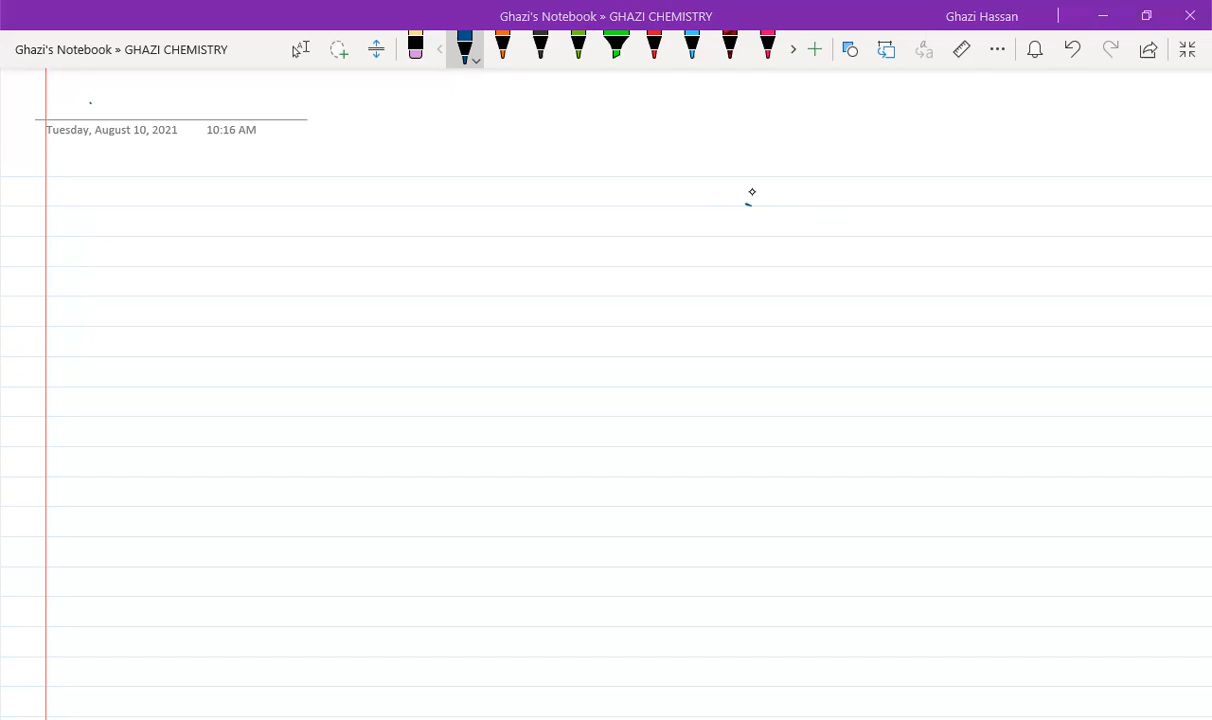 Ghazi's Notebook » GHAZI CHEMISTRY
Ghazi Hassan
Ghazi's Notebook » GHAZI CHEMISTRY
Tuesday, August 10, 2021 10:16 AM